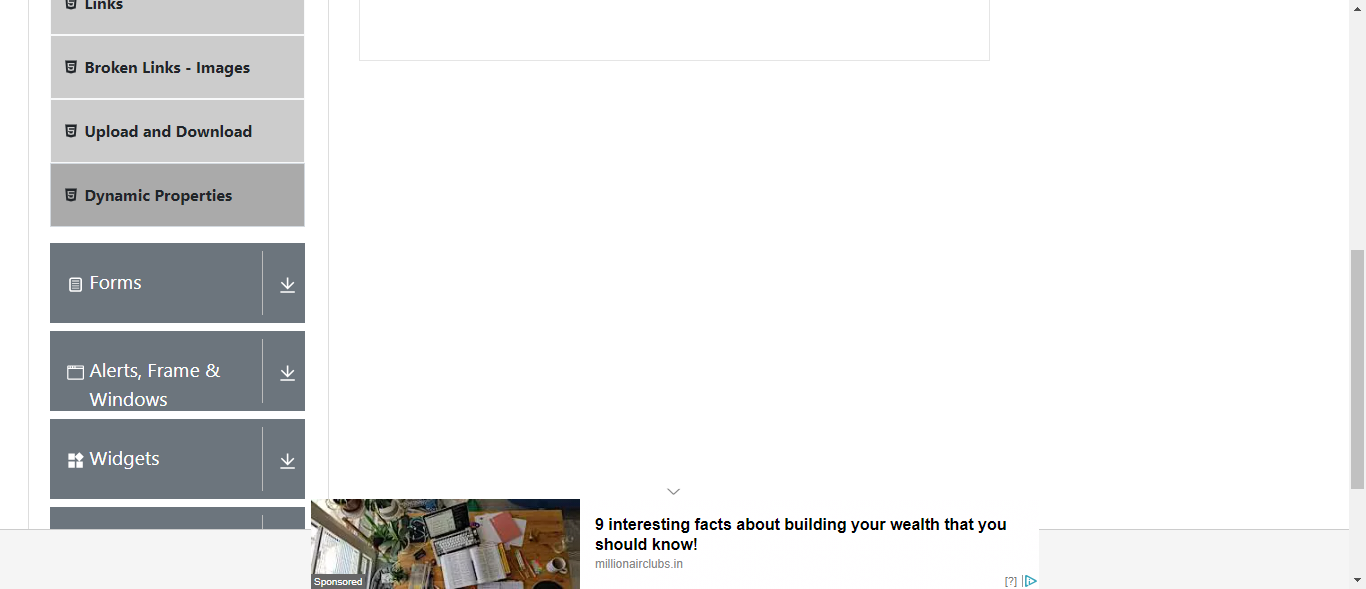 Links
Broken Links - Images
Upload and Download
Dynamic Properties
Forms
Alerts, Frame &
Windows
Widgets
9 interesting facts about building your wealth that you
should know!
millionairclubs.in
Sponsored
[?]